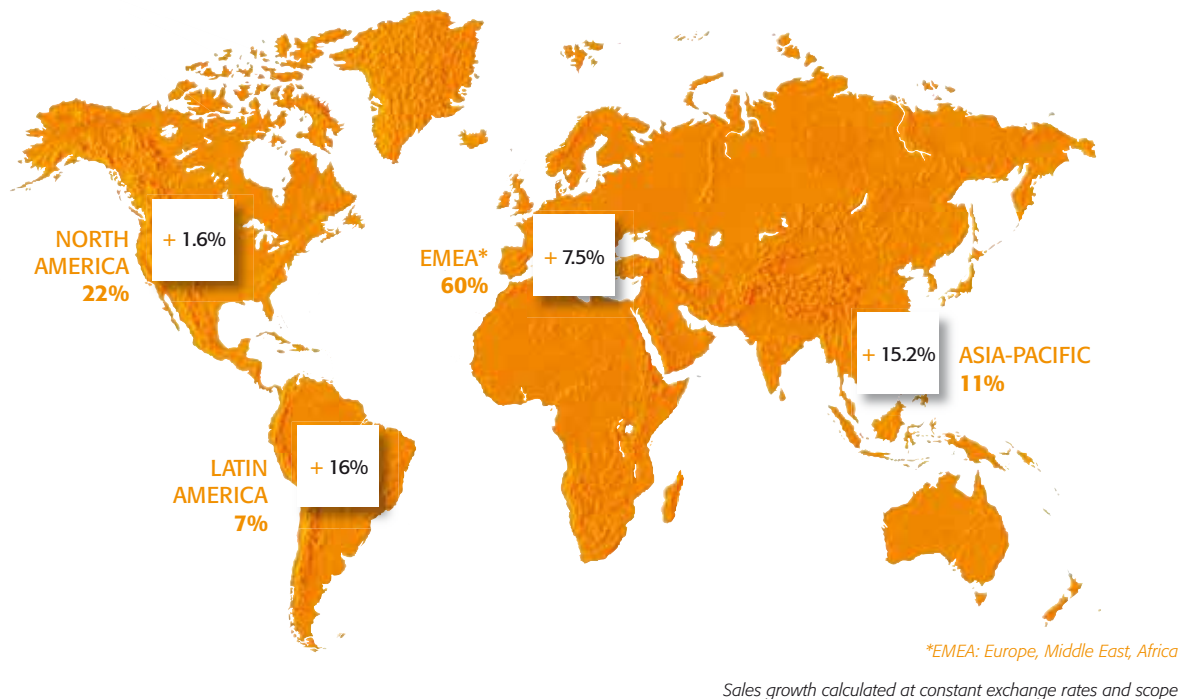 NORTH
AMERICA
22%
+ 1.6%
EMEA*
60%
+ 7.5%
+ 15.2%
ASIA-PACIFIC
11%
LATIN
AMERICA
7%
+ 16%
*EMEA: Europe, Middle East, Africa
Sales growth calculated at constant exchange rates and scope